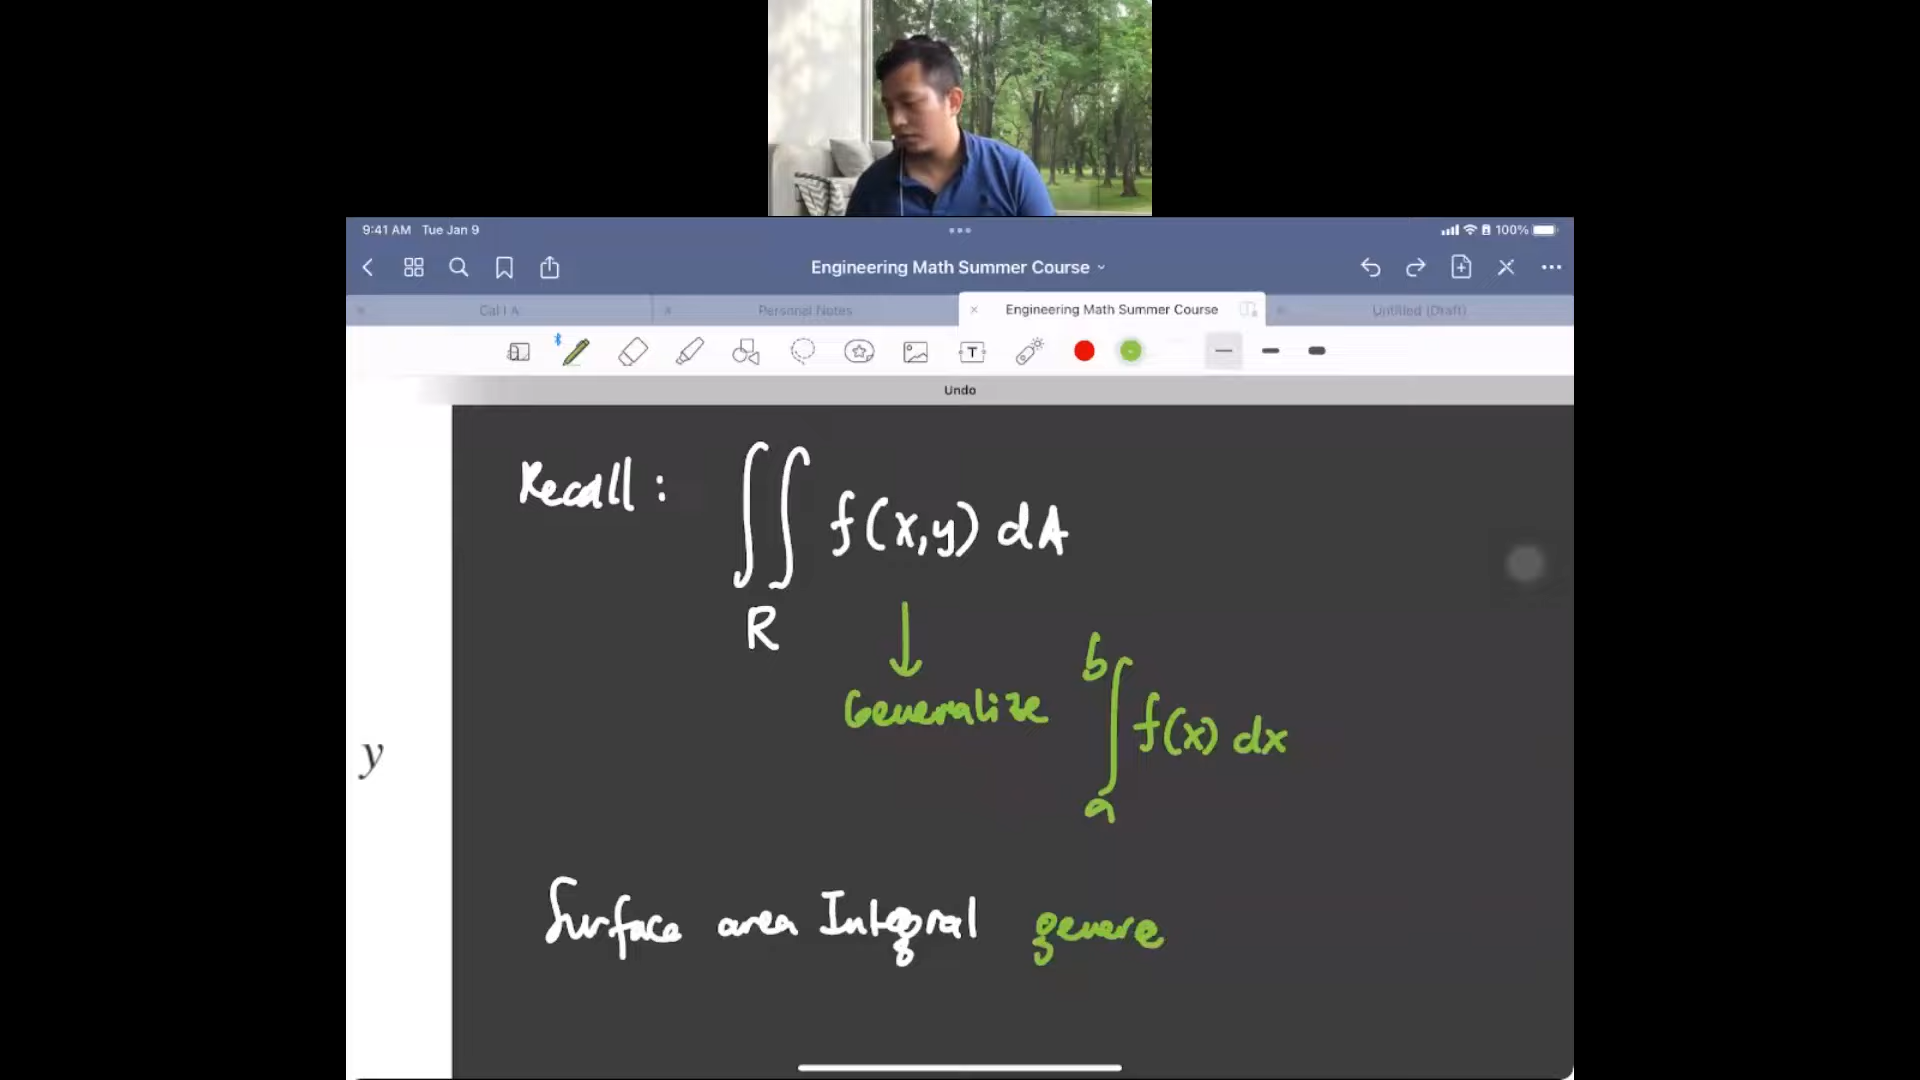 9:41 AM Tue Jan 9
100%
Engineering Math Summer Course
Cal I A
Personal Notes
Engineering Math Summer Course
Untitled (Draft)
T
Undo
Recall : ∬ f(x,y) dA
R
↓
Generalize ∫ f(x) dx
b
a
y
Surface area Integral genere